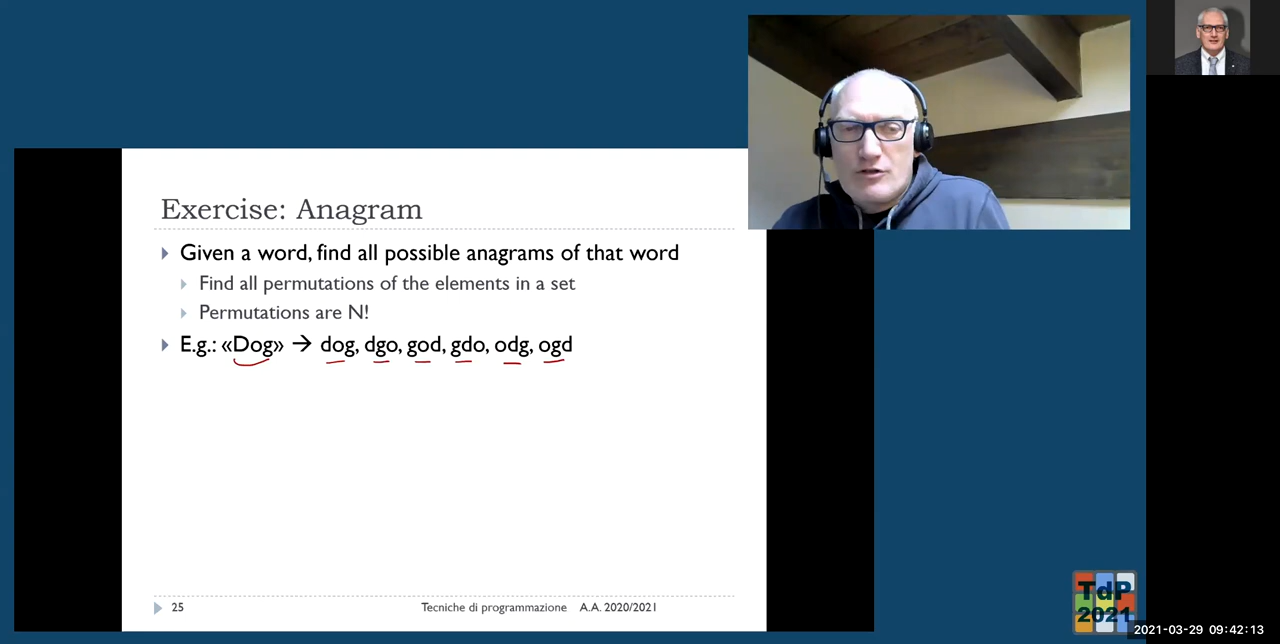 Exercise: Anagram
Given a word, find all possible anagrams of that word
Find all permutations of the elements in a set
Permutations are N!
E.g.: «Dog» → dog, dgo, god, gdo, odg, ogd
25 Tecniche di programmazione A.A. 2020/2021
TdP
2021
2021-03-29 09:42:13